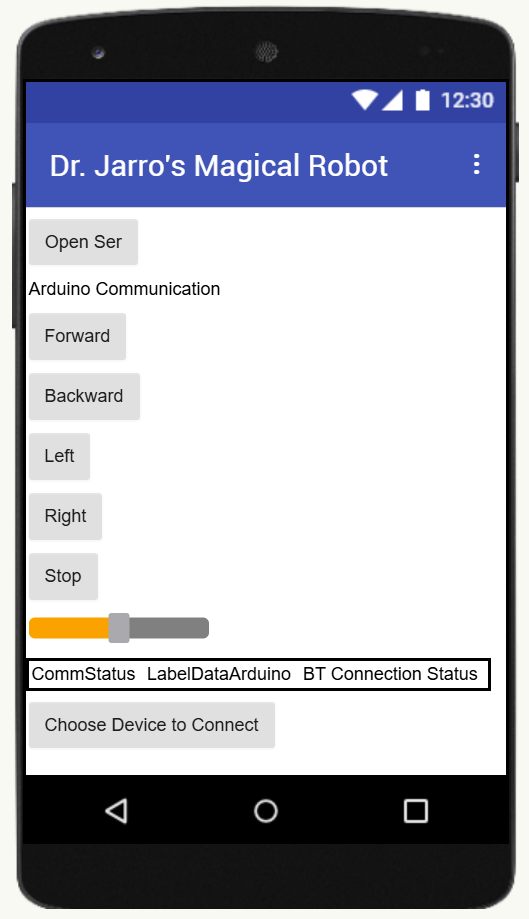 12:30
Dr. Jarro's Magical Robot
Open Ser
Arduino Communication
Forward
Backward
Left
Right
Stop
CommStatus LabelDataArduino BT Connection Status
Choose Device to Connect